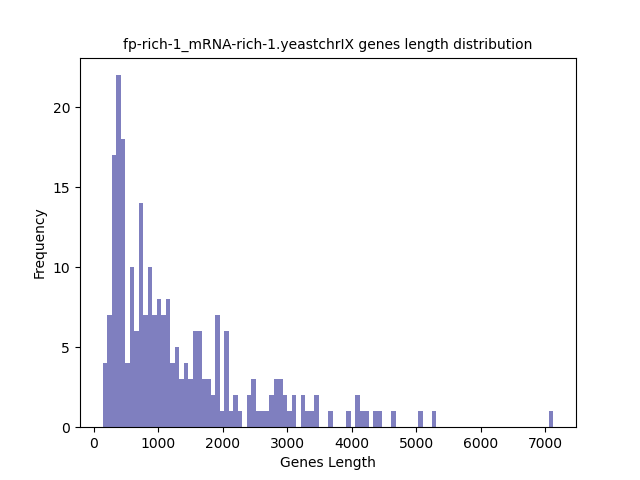 fp-rich-1_mRNA-rich-1.yeastchrIX genes length distribution
20
15
10
5
0
Frequency
0 1000 2000 3000 4000 5000 6000 7000
Genes Length